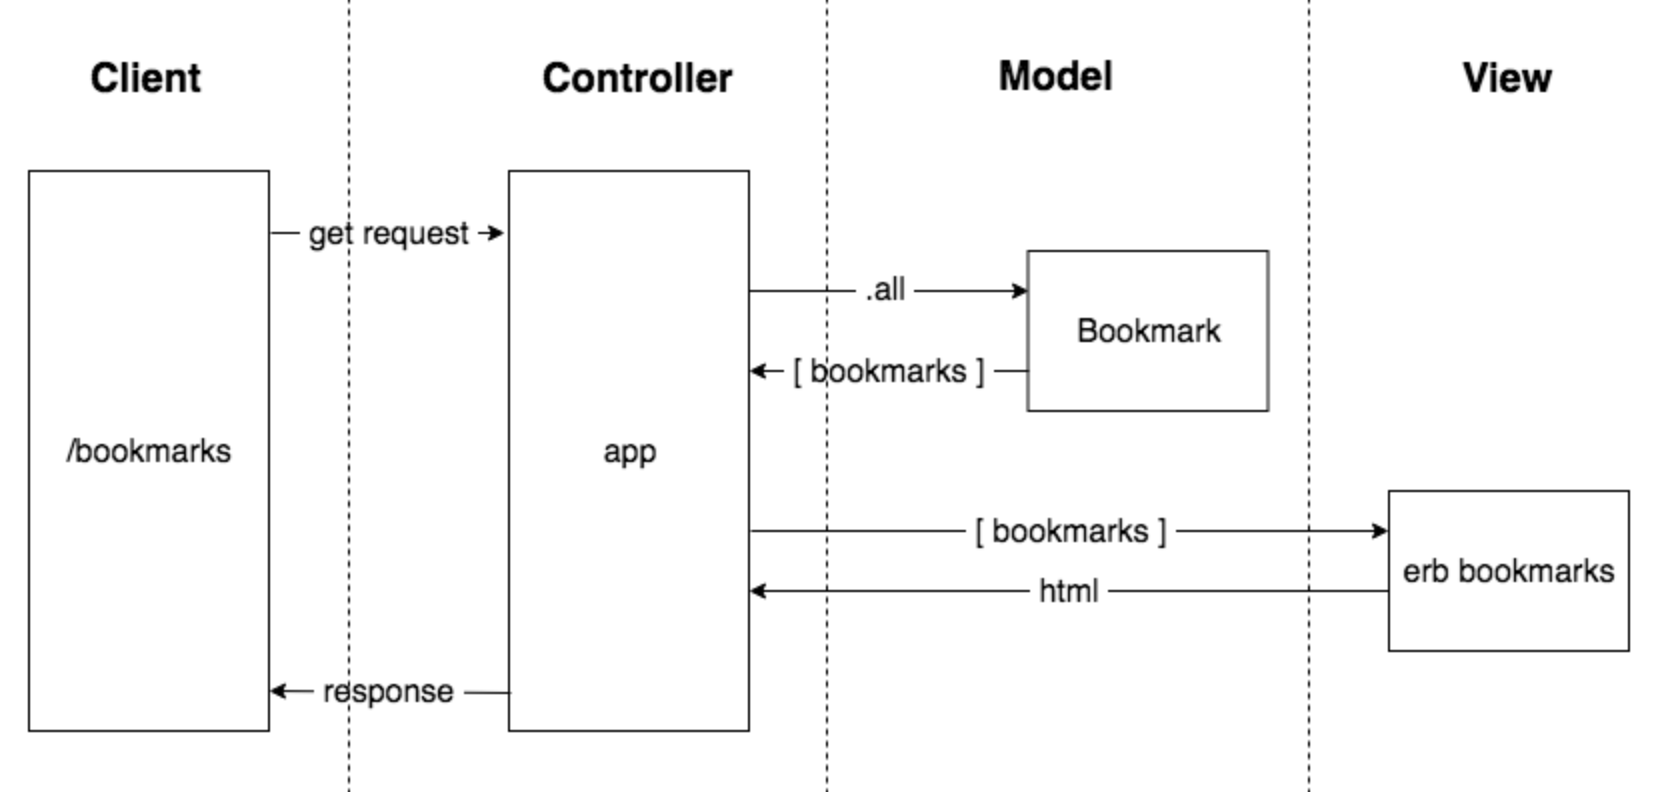 Client
Controller
Model
View
get request
.all
Bookmark
[ bookmarks ]
/bookmarks
app
[ bookmarks ]
erb bookmarks
html
response